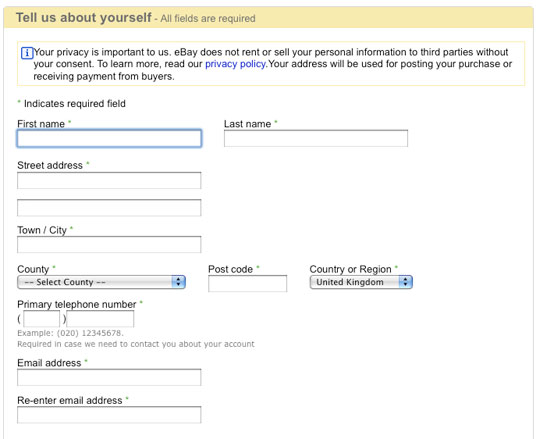 Tell us about yourself - All fields are required
i Your privacy is important to us. eBay does not rent or sell your personal information to third parties without
your consent. To learn more, read our privacy policy.Your address will be used for posting your purchase or
receiving payment from buyers.
* Indicates required field
First name * Last name *
Street address *
Town / City *
County * Post code * Country or Region *
-- Select County -- United Kingdom
Primary telephone number *
( )
Example: (020) 12345678.
Required in case we need to contact you about your account
Email address *
Re-enter email address *